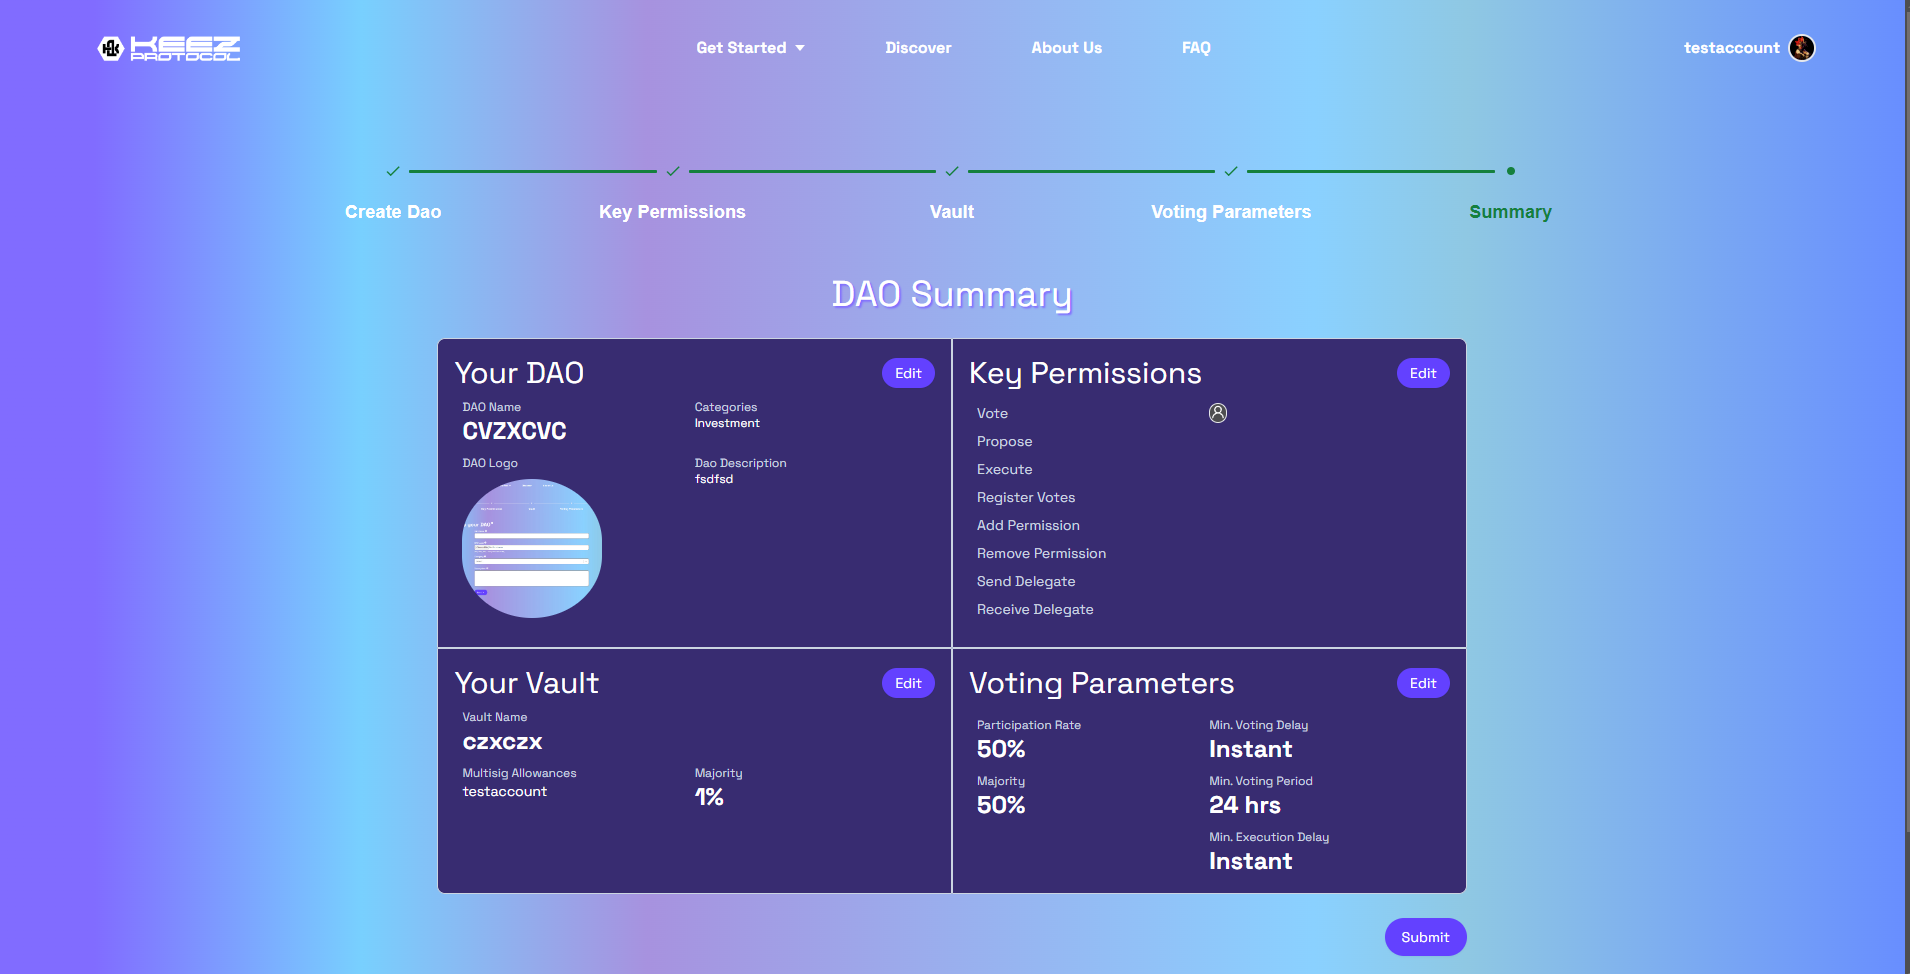 KEEZ
PROTOCOL
Get Started
Discover
About Us
FAQ
testaccount
Create Dao
Key Permissions
Vault
Voting Parameters
Summary
DAO Summary
Your DAO
Edit
DAO Name
CVZXCVC
Categories
Investment
DAO Logo
Dao Description
fsdfsd
Key Permissions
Edit
Vote
Propose
Execute
Register Votes
Add Permission
Remove Permission
Send Delegate
Receive Delegate
Your Vault
Edit
Vault Name
czxczx
Multisig Allowances
testaccount
Majority
1%
Voting Parameters
Edit
Participation Rate
50%
Min. Voting Delay
Instant
Majority
50%
Min. Voting Period
24 hrs
Min. Execution Delay
Instant
Submit